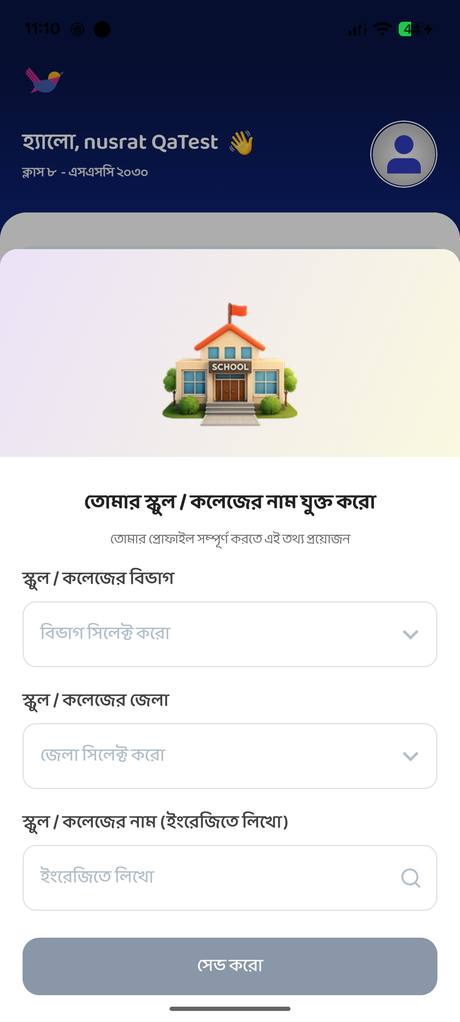 11:10
44
হ্যালো, nusrat QaTest 👋
ক্লাস ৮ - এসএসসি ২০৩০
SCHOOL
তোমার স্কুল / কলেজের নাম যুক্ত করো
তোমার প্রোফাইল সম্পূর্ণ করতে এই তথ্য প্রয়োজন
স্কুল / কলেজের বিভাগ
বিভাগ সিলেক্ট করো
স্কুল / কলেজের জেলা
জেলা সিলেক্ট করো
স্কুল / কলেজের নাম (ইংরেজিতে লিখো)
ইংরেজিতে লিখো
সেভ করো